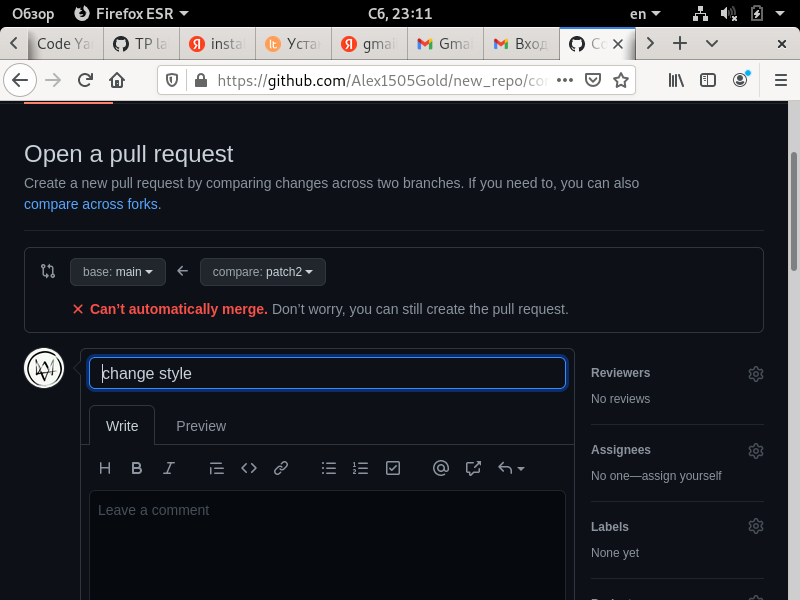 Обзор Firefox ESR Сб, 23:11 en
Code Ya TP la insta Уста gmai Gma Вход Co
https://github.com/Alex1505Gold/new_repo/co
Open a pull request
Create a new pull request by comparing changes across two branches. If you need to, you can also
compare across forks.
base: main compare: patch2
Can’t automatically merge. Don’t worry, you can still create the pull request.
change style
Write Preview
Leave a comment
Reviewers
No reviews
Assignees
No one—assign yourself
Labels
None yet